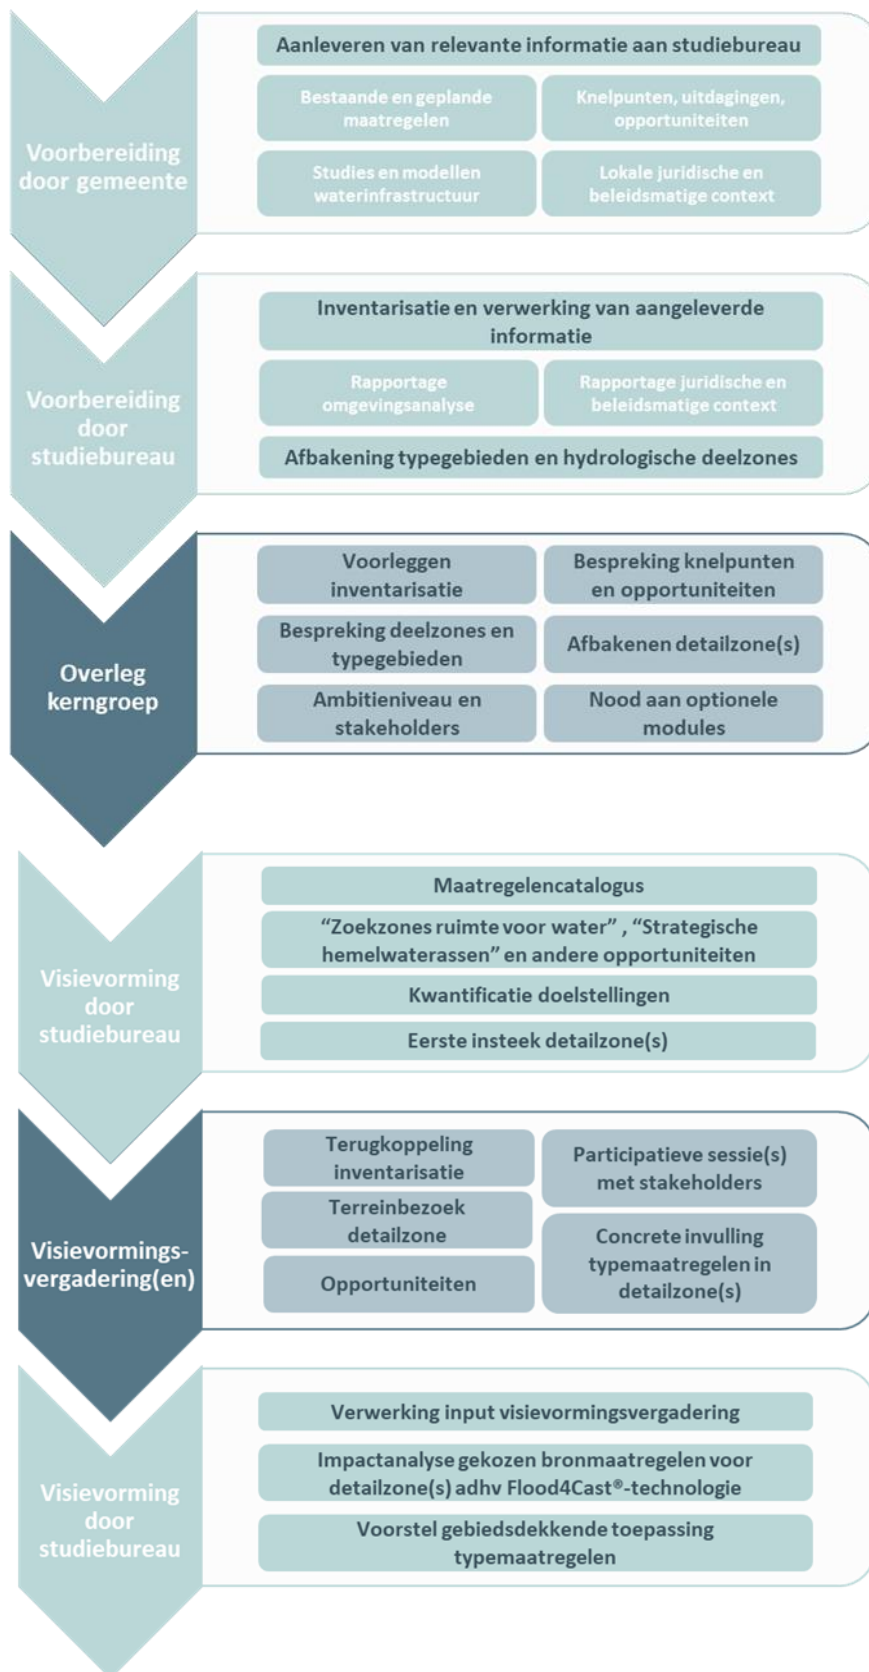 Voorbereiding
door gemeente
Aanleveren van relevante informatie aan studiebureau
Bestaande en geplande
maatregelen
Knelpunten, uitdagingen,
opportuniteiten
Studies en modellen
waterinfrastructuur
Lokale juridische en
beleidsmatige context
Voorbereiding
door
studiebureau
Inventarisatie en verwerking van aangeleverde
informatie
Rapportage
omgevingsanalyse
Rapportage juridische en
beleidsmatige context
Afbakening typegebieden en hydrologische deelzones
Overleg
kerngroep
Voorleggen
inventarisatie
Bespreking knelpunten
en opportuniteiten
Bespreking deelzones en
typegebieden
Afbakenen detailzone(s)
Ambitieniveau en
stakeholders
Nood aan optionele
modules
Visievorming
door
studiebureau
Maatregelencatalogus
“Zoekzones ruimte voor water” , “Strategische
hemelwaterassen” en andere opportuniteiten
Kwantificatie doelstellingen
Eerste insteek detailzone(s)
Visievormings-
vergadering(en)
Terugkoppeling
inventarisatie
Participatieve sessie(s)
met stakeholders
Terreinbezoek
detailzone
Concrete invulling
typemaatregelen in
detailzone(s)
Opportuniteiten
Visievorming
door
studiebureau
Verwerking input visievormingsvergadering
Impactanalyse gekozen bronmaatregelen voor
detailzone(s) adhv Flood4Cast®-technologie
Voorstel gebiedsdekkende toepassing
typemaatregelen